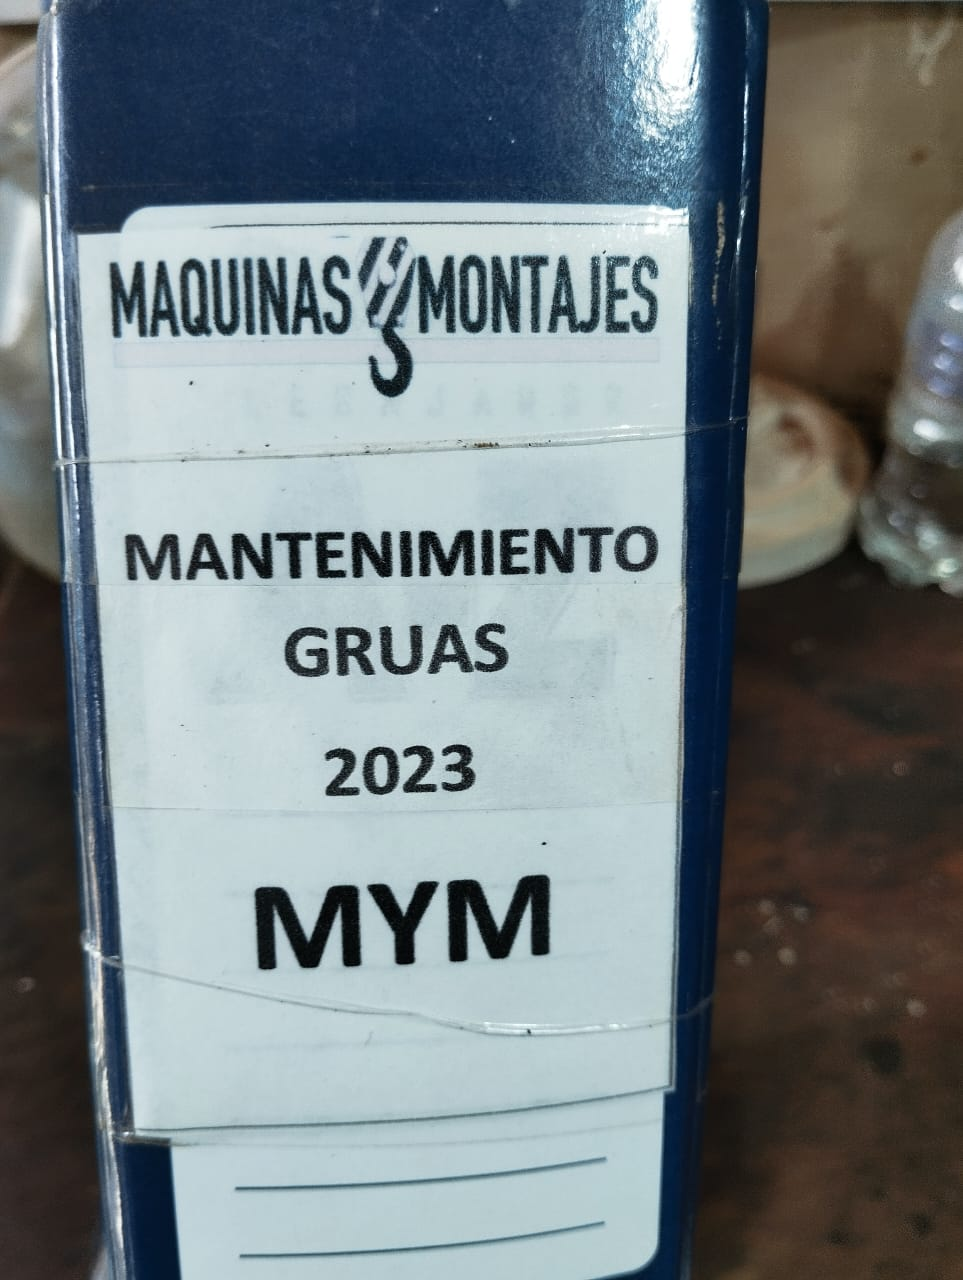 MAQUINAS MONTAJES
MANTENIMIENTO
GRUAS
2023
MYM